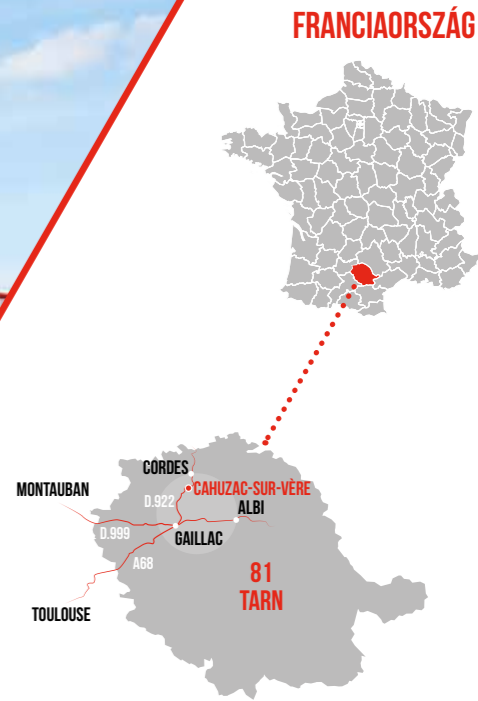 FRANCIAORSZÁG
CORDES
CAHUZAC-SUR-VÈRE
MONTAUBAN
D.922
ALBI
D.999
GAILLAC
A68
81
TARN
TOULOUSE